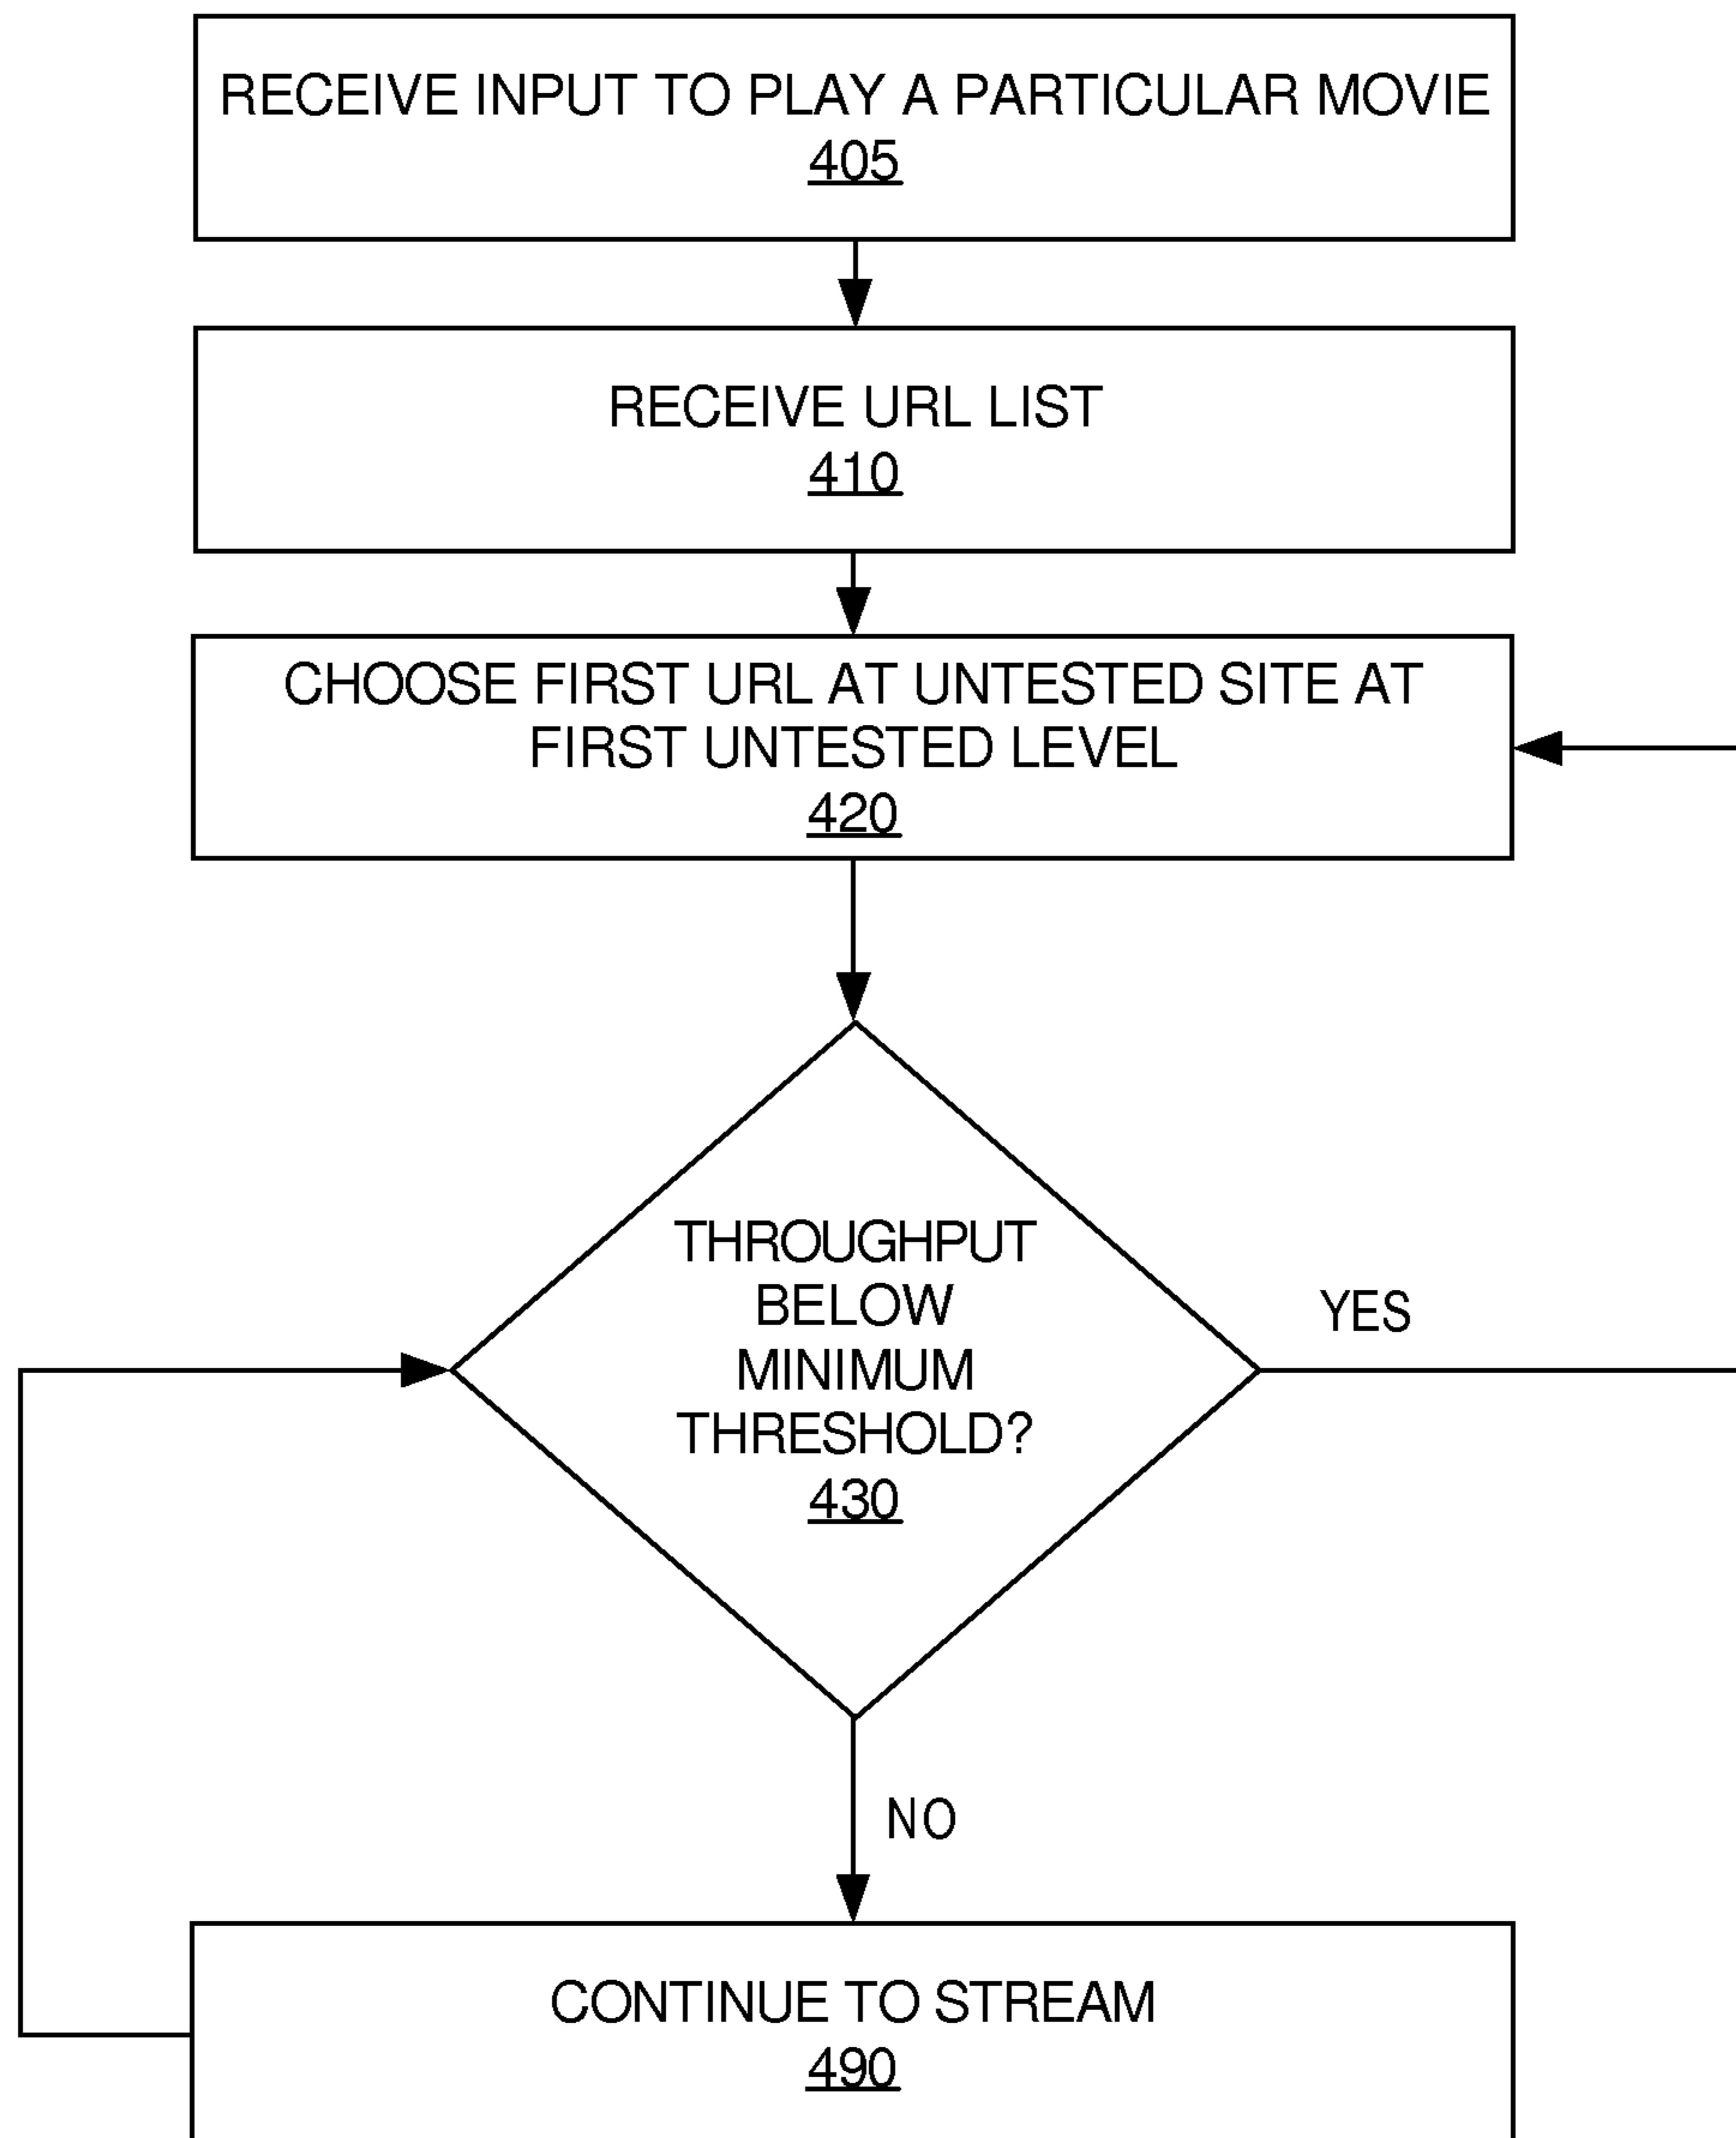 RECEIVE INPUT TO PLAY A PARTICULAR MOVIE
405
RECEIVE URL LIST
410
CHOOSE FIRST URL AT UNTESTED SITE AT
FIRST UNTESTED LEVEL
420
THROUGHPUT
BELOW
MINIMUM
THRESHOLD?
430
YES
NO
CONTINUE TO STREAM
490